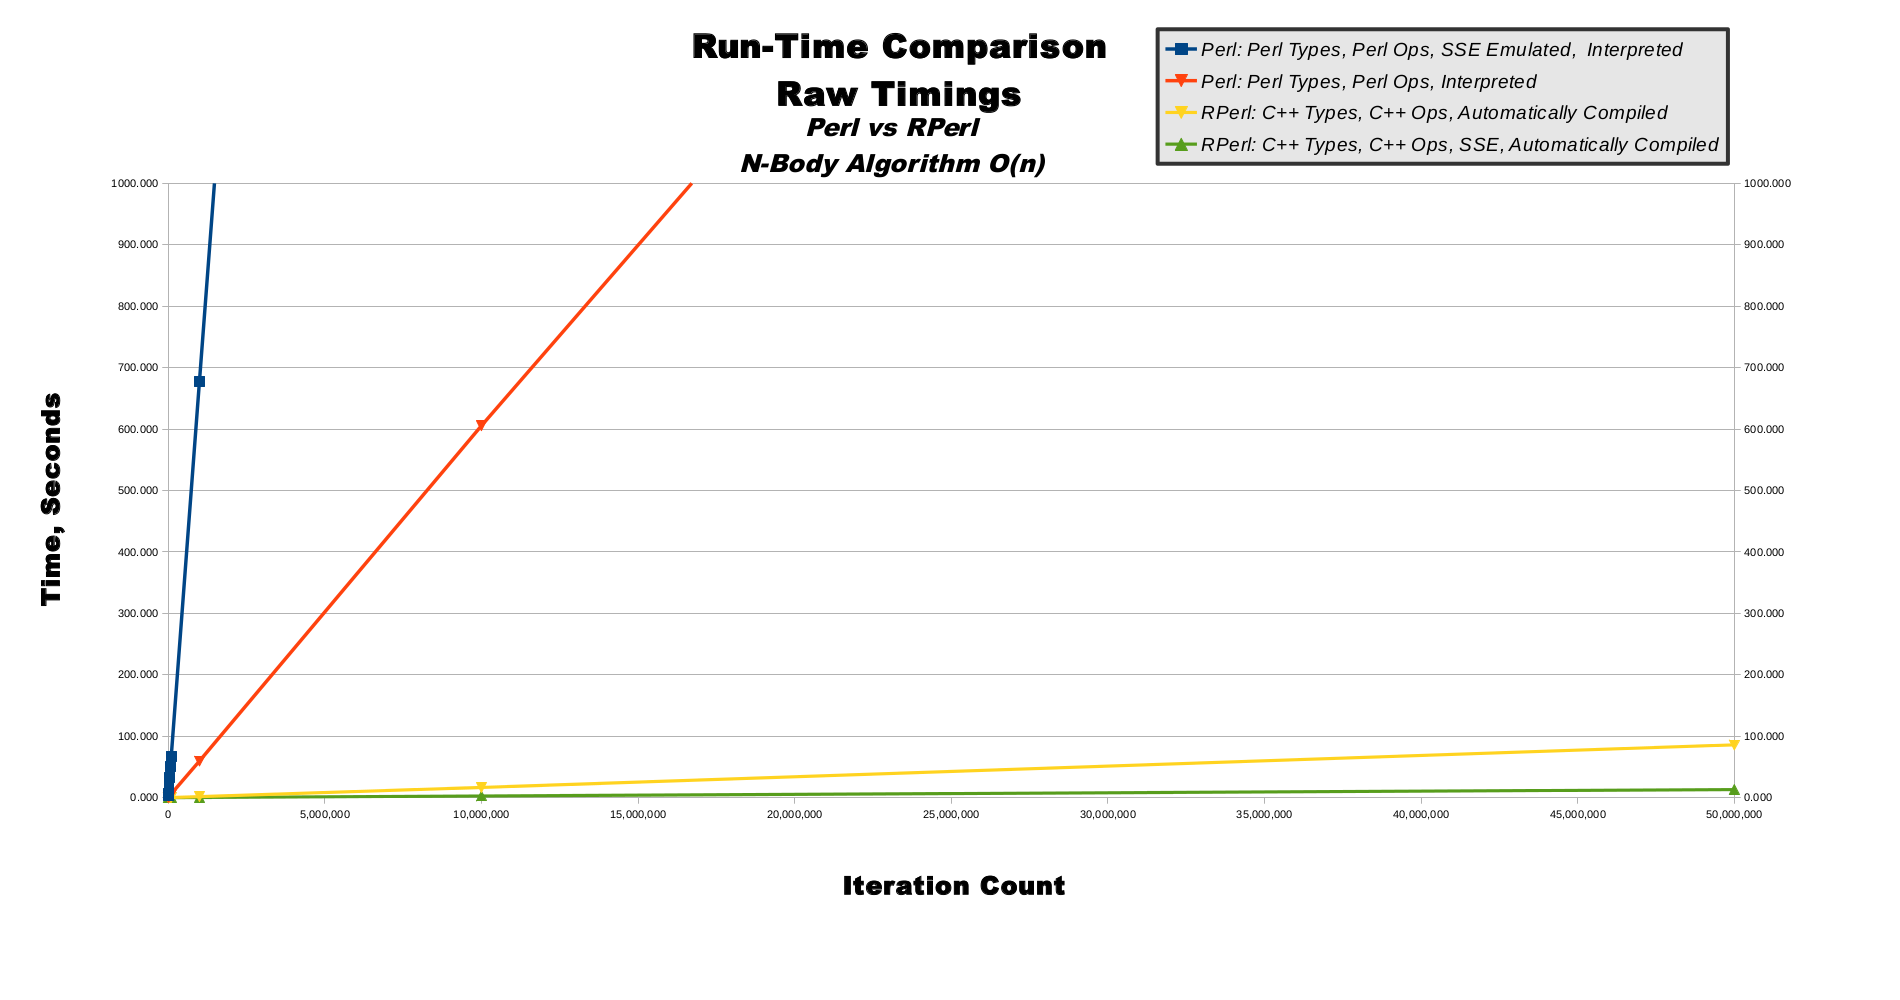 Run-Time Comparison
Raw Timings
Perl vs RPerl
N-Body Algorithm O(n)
Perl: Perl Types, Perl Ops, SSE Emulated,  Interpreted
Perl: Perl Types, Perl Ops, Interpreted
RPerl: C++ Types, C++ Ops, Automatically Compiled
RPerl: C++ Types, C++ Ops, SSE, Automatically Compiled
Time, Seconds
1000.000 1000.000
900.000 900.000
800.000 800.000
700.000 700.000
600.000 600.000
500.000 500.000
400.000 400.000
300.000 300.000
200.000 200.000
100.000 100.000
0.000 0.000
0 5,000,000 10,000,000 15,000,000 20,000,000 25,000,000 30,000,000 35,000,000 40,000,000 45,000,000 50,000,000
Iteration Count